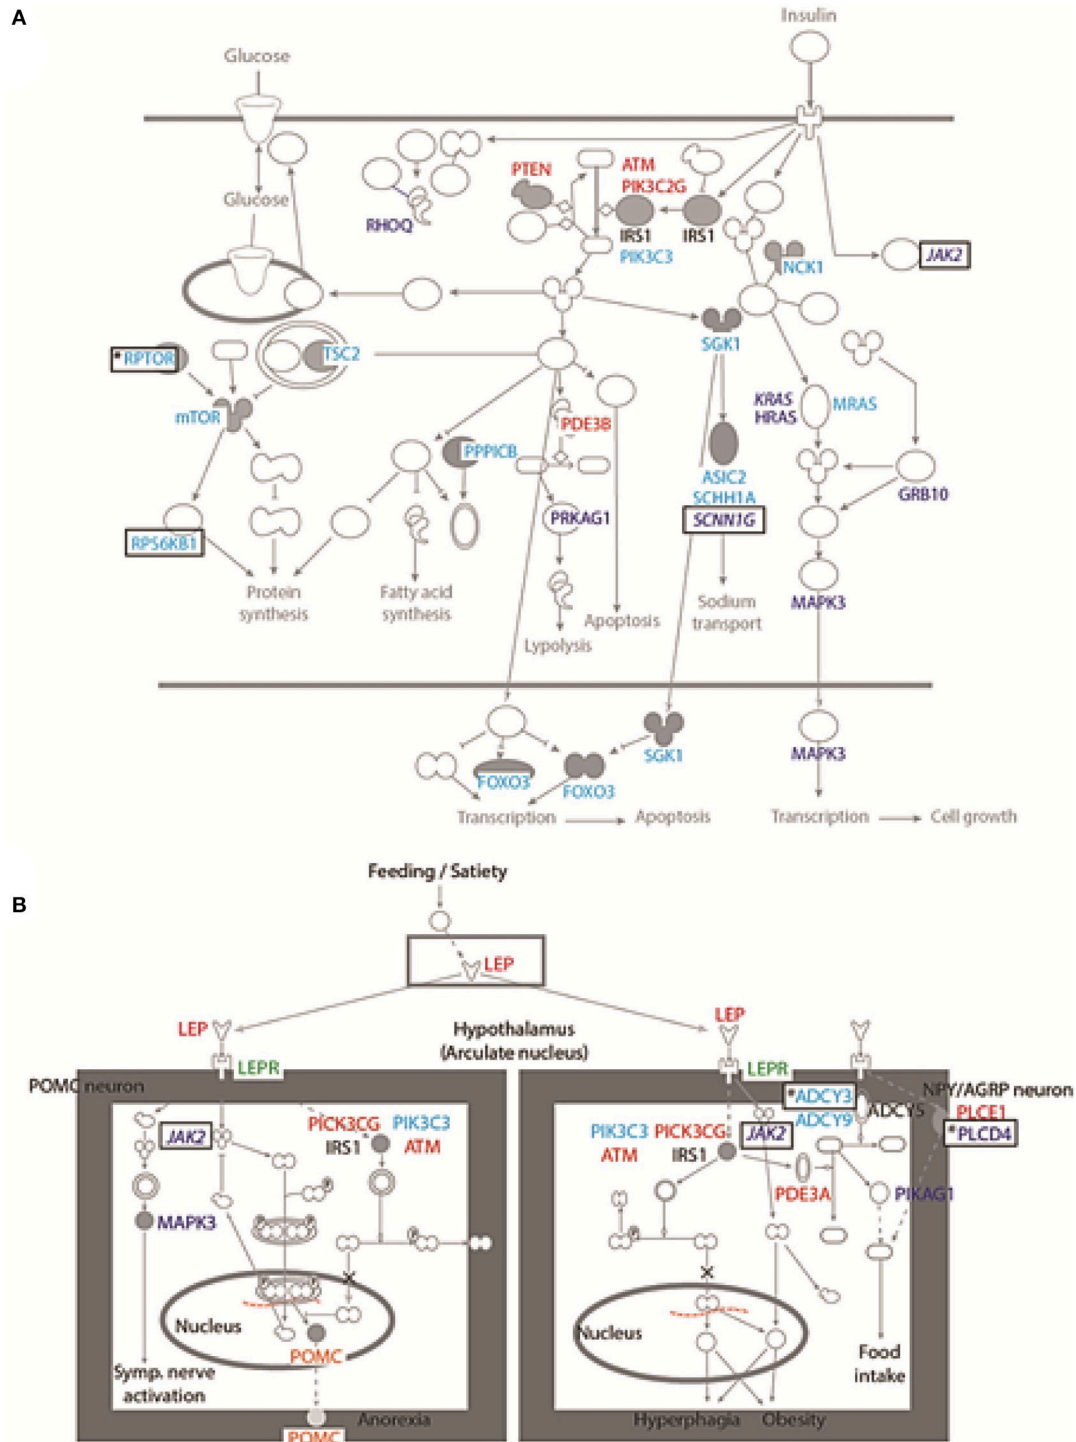 A
Insulin
Glucose
PTEN
ATM
PIK3C2G
Glucose
RHOQ
IRS1
IRS1
PIK3C3
NCK1
JAK2
*RPTOR
TSC2
SGK1
mTOR
KRAS
HRAS
MRAS
PDE3B
PPPICB
ASIC2
SCHH1A
SCNN1G
GRB10
PRKAG1
RPS6KB1
Protein
synthesis
Fatty acid
synthesis
Apoptosis
Lypolysis
Sodium
transport
MAPK3
SGK1
MAPK3
FOXO3
FOXO3
Transcription
Apoptosis
Transcription
Cell growth
B
Feeding / Satiety
LEP
LEP
LEP
Hypothalamus
(Arculate nucleus)
LEPR
LEPR
POMC neuron
NPY/AGRP neuron
*ADCY3
ADCY5
ADCY9
PLCE1
*PLCD4
JAK2
PICK3CG
PIK3C3
IRS1
ATM
PIK3C3
PICK3CG
JAK2
ATM
IRS1
PDE3A
PIKAG1
MAPK3
P
P
P
P
P
P
P
Nucleus
POMC
Nucleus
Symp. nerve
activation
Food
intake
Anorexia
POMC
Hyperphagia
Obesity